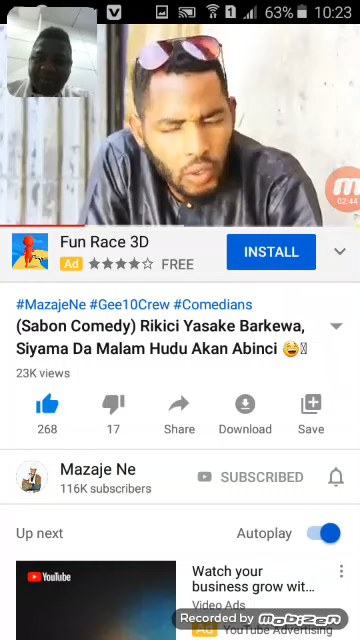 63% 10:23
02:44
Fun Race 3D
Ad FREE
INSTALL
#MazajeNe #Gee10Crew #Comedians
(Sabon Comedy) Rikici Yasake Barkewa,
Siyama Da Malam Hudu Akan Abinci 😂
23K views
268
17
Share
Download
Save
Mazaje Ne
116K subscribers
SUBSCRIBED
Up next
Autoplay
YouTube
Watch your
business grow wit...
Video Ads
Ad YouTube Advertising
Recorded by Mobizen